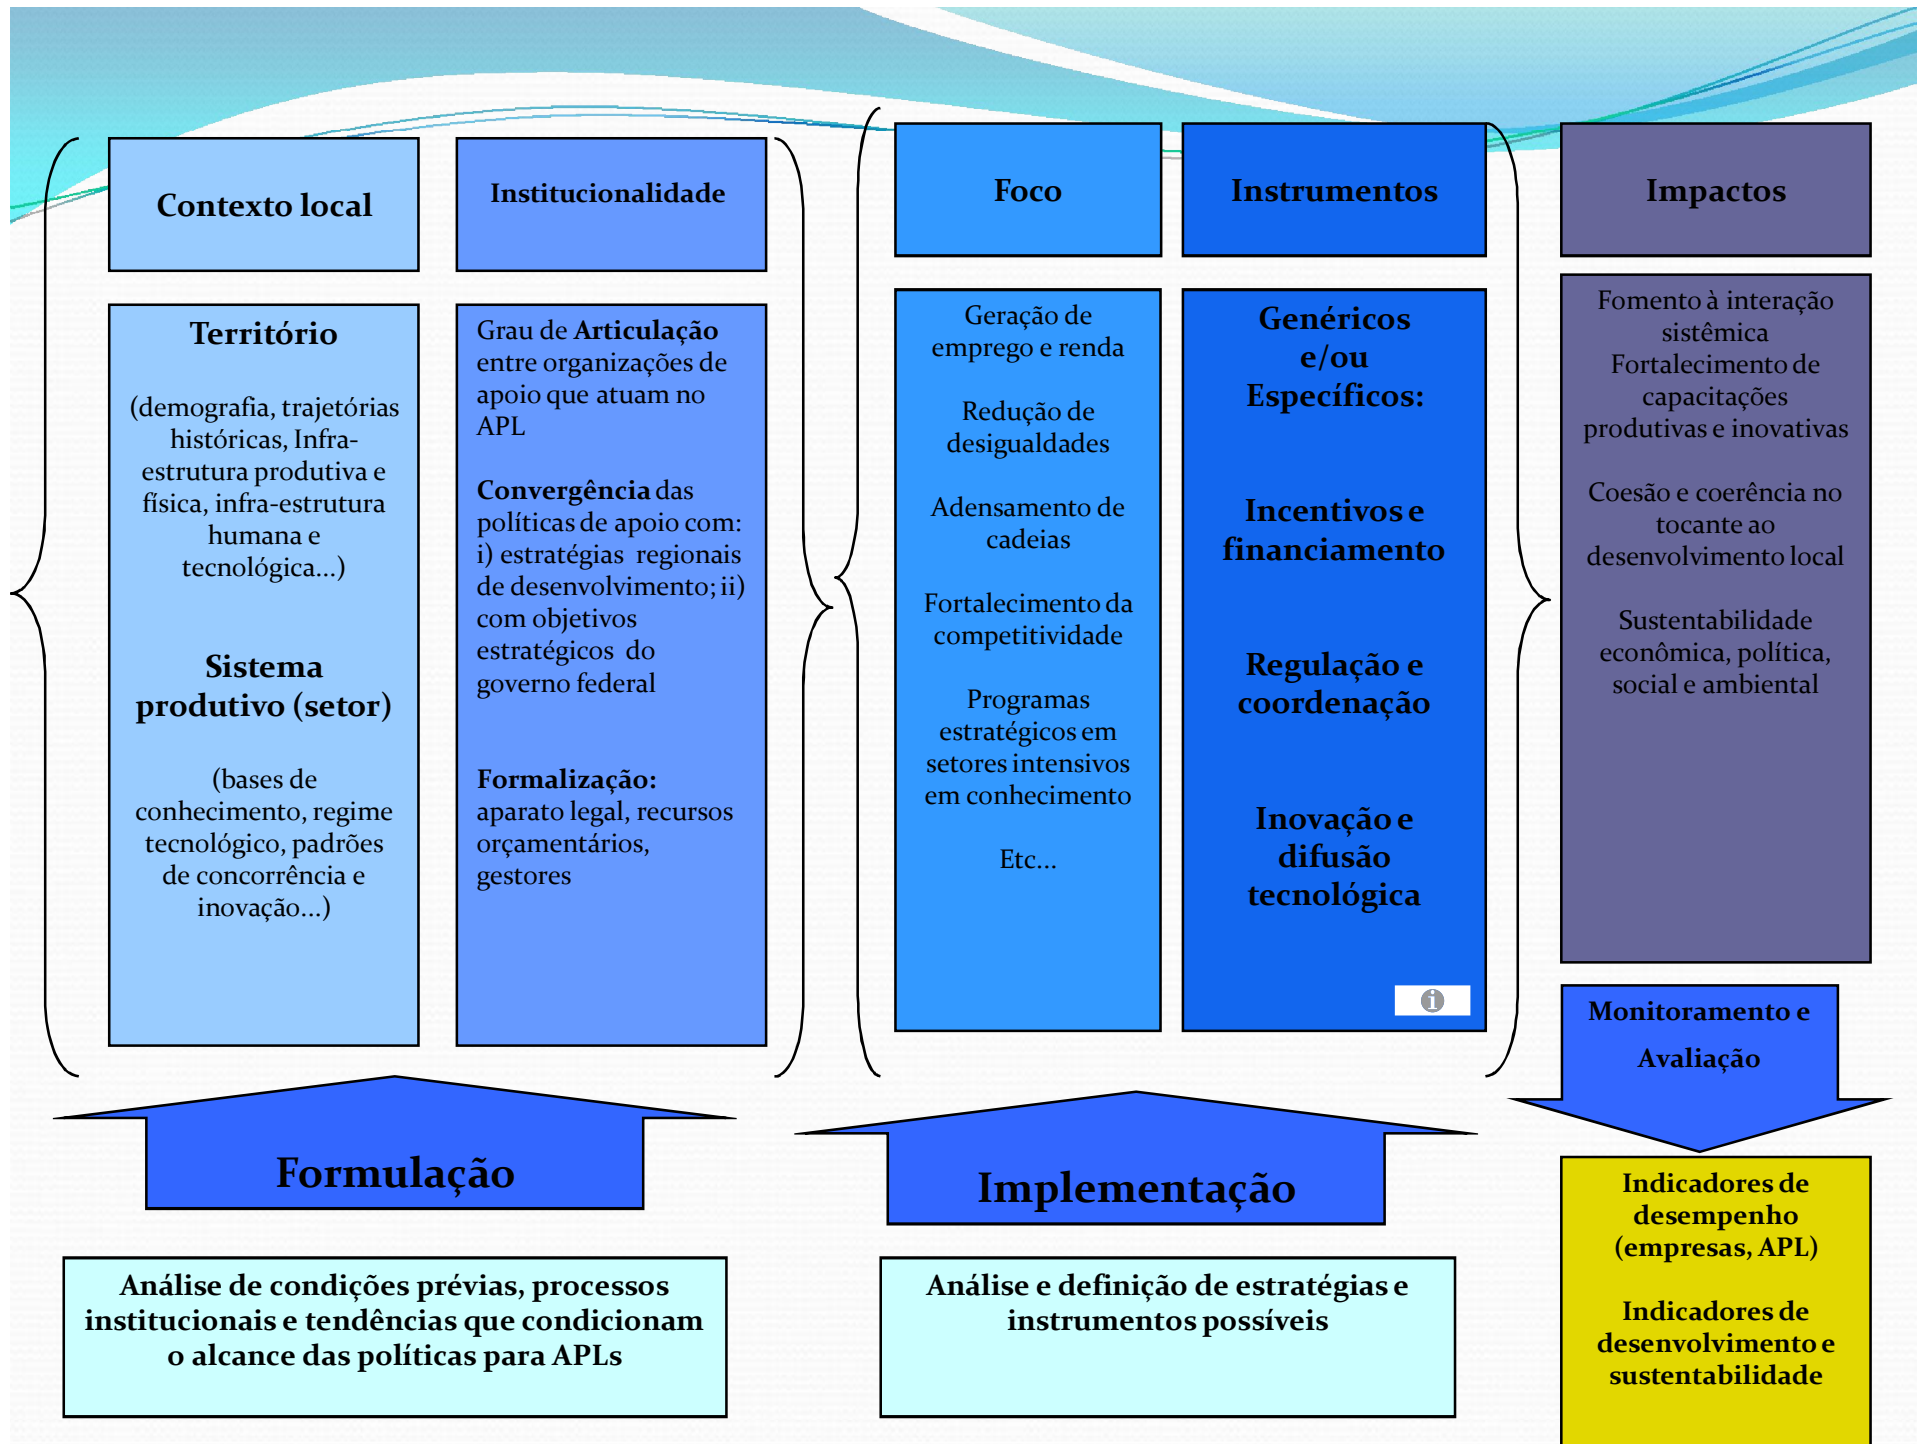 Contexto local
Território
(demografia, trajetórias
históricas, Infra-
estrutura produtiva e
física, infra-estrutura
humana e
tecnológica...)
Sistema
produtivo (setor)
(bases de
conhecimento, regime
tecnológico, padrões
de concorrência e
inovação...)
Institucionalidade
Grau de Articulação
entre organizações de
apoio que atuam no
APL
Convergência das
políticas de apoio com:
i) estratégias regionais
de desenvolvimento; ii)
com objetivos
estratégicos do
governo federal
Formalização:
aparato legal, recursos
orçamentários,
gestores
Formulação
Análise de condições prévias, processos
institucionais e tendências que condicionam
o alcance das políticas para APLs
Foco
Geração de
emprego e renda
Redução de
desigualdades
Adensamento de
cadeias
Fortalecimento da
competitividade
Programas
estratégicos em
setores intensivos
em conhecimento
Etc...
Instrumentos
Genéricos
e/ou
Específicos:
Incentivos e
financiamento
Regulação e
coordenação
Inovação e
difusão
tecnológica
Implementação
Análise e definição de estratégias e
instrumentos possíveis
Impactos
Fomento à interação
sistêmica
Fortalecimento de
capacitações
produtivas e inovativas
Coesão e coerência no
tocante ao
desenvolvimento local
Sustentabilidade
econômica, política,
social e ambiental
Monitoramento e
Avaliação
Indicadores de
desempenho
(empresas, APL)
Indicadores de
desenvolvimento e
sustentabilidade